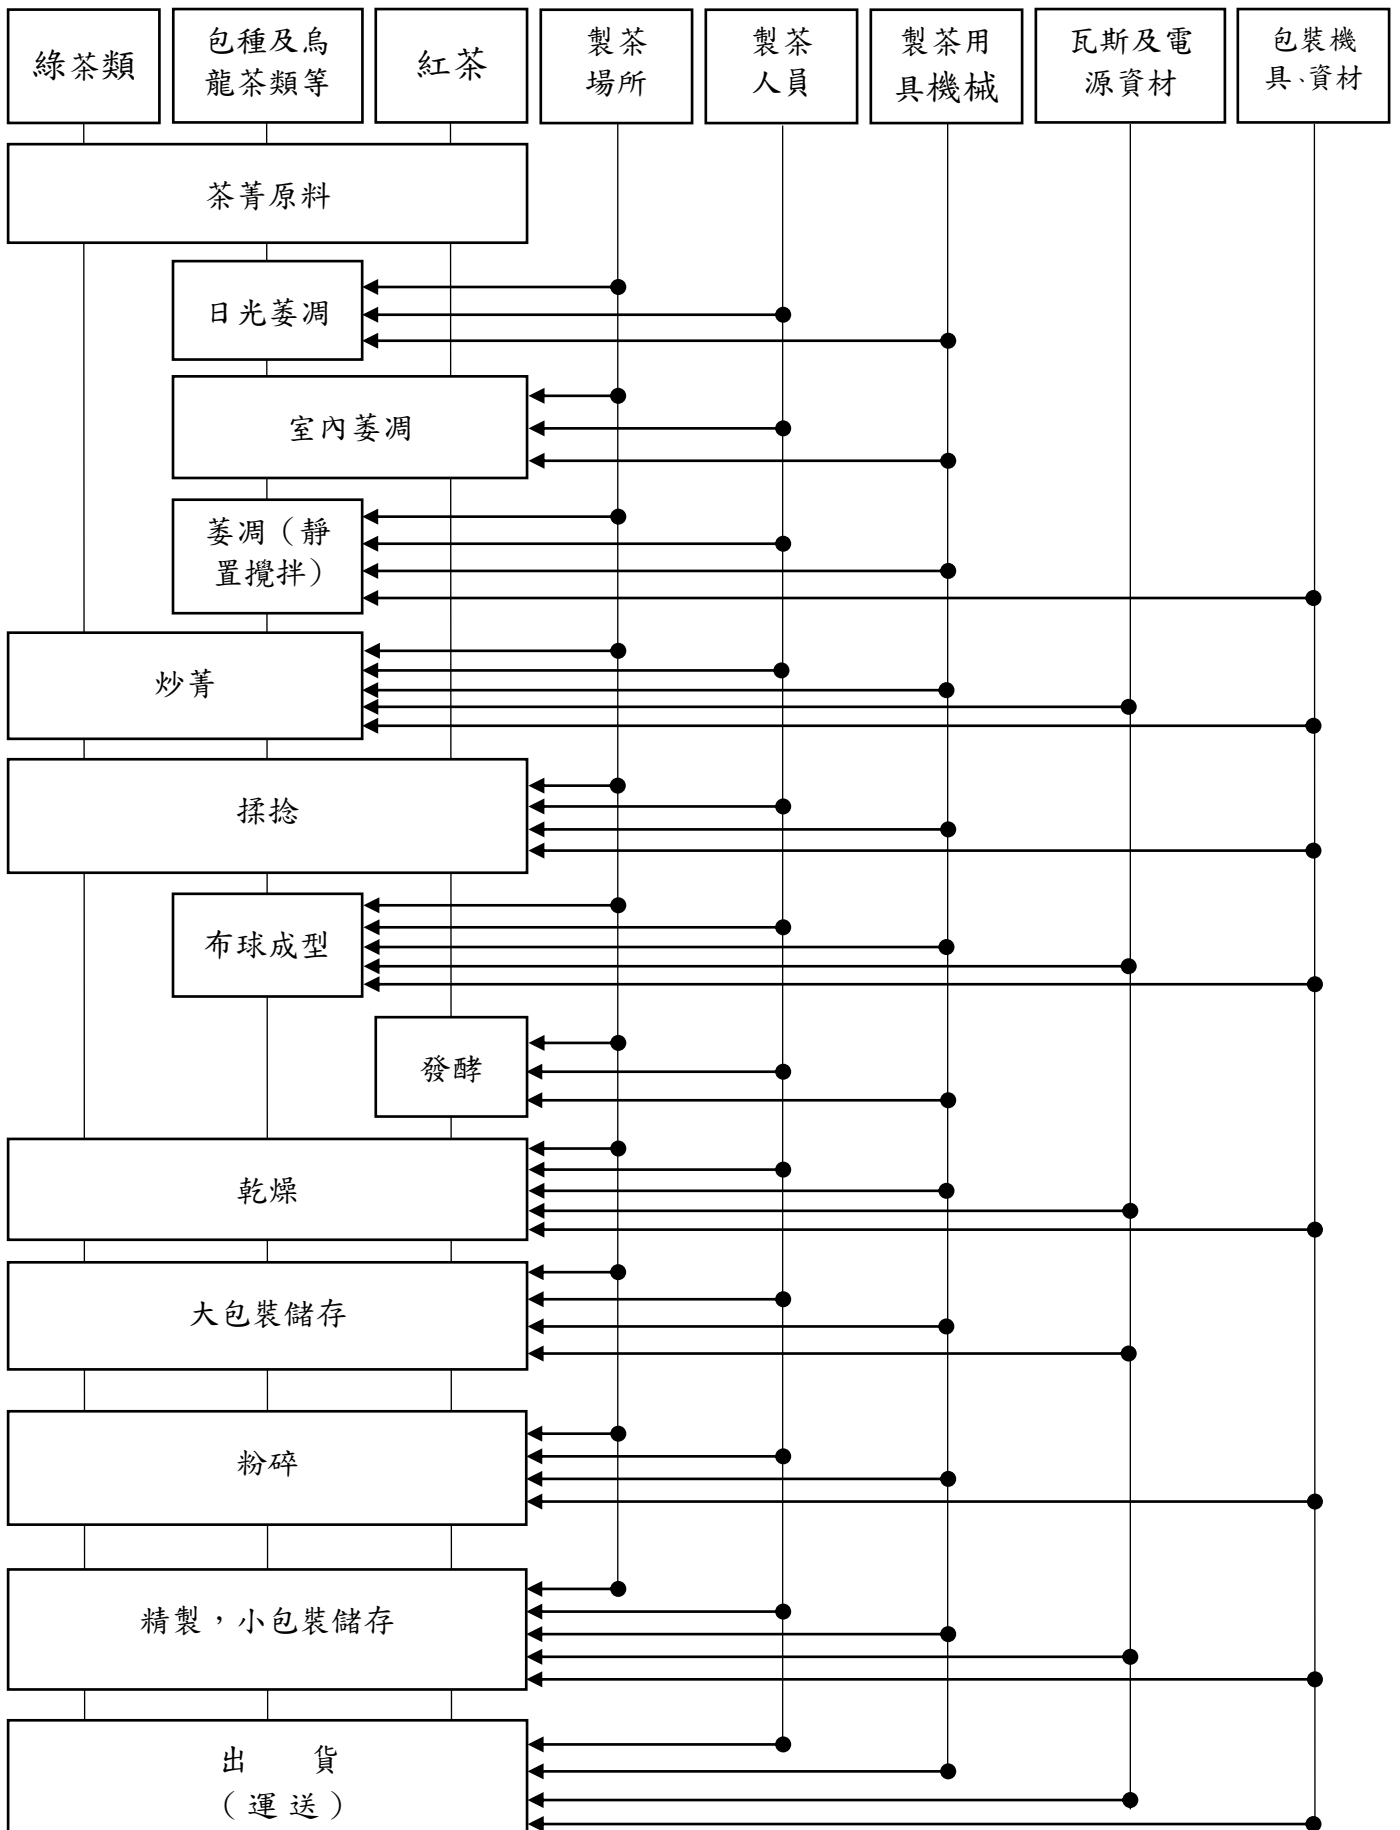 綠茶類
包種及烏
龍茶類等
紅茶
製茶
場所
製茶
人員
製茶用
具機械
瓦斯及電
源資材
包裝機
具、資材
茶菁原料
日光萎凋
室內萎凋
萎凋（靜
置攪拌）
炒菁
揉捻
布球成型
發酵
乾燥
大包裝儲存
粉碎
精製，小包裝儲存
出 貨
（運送）